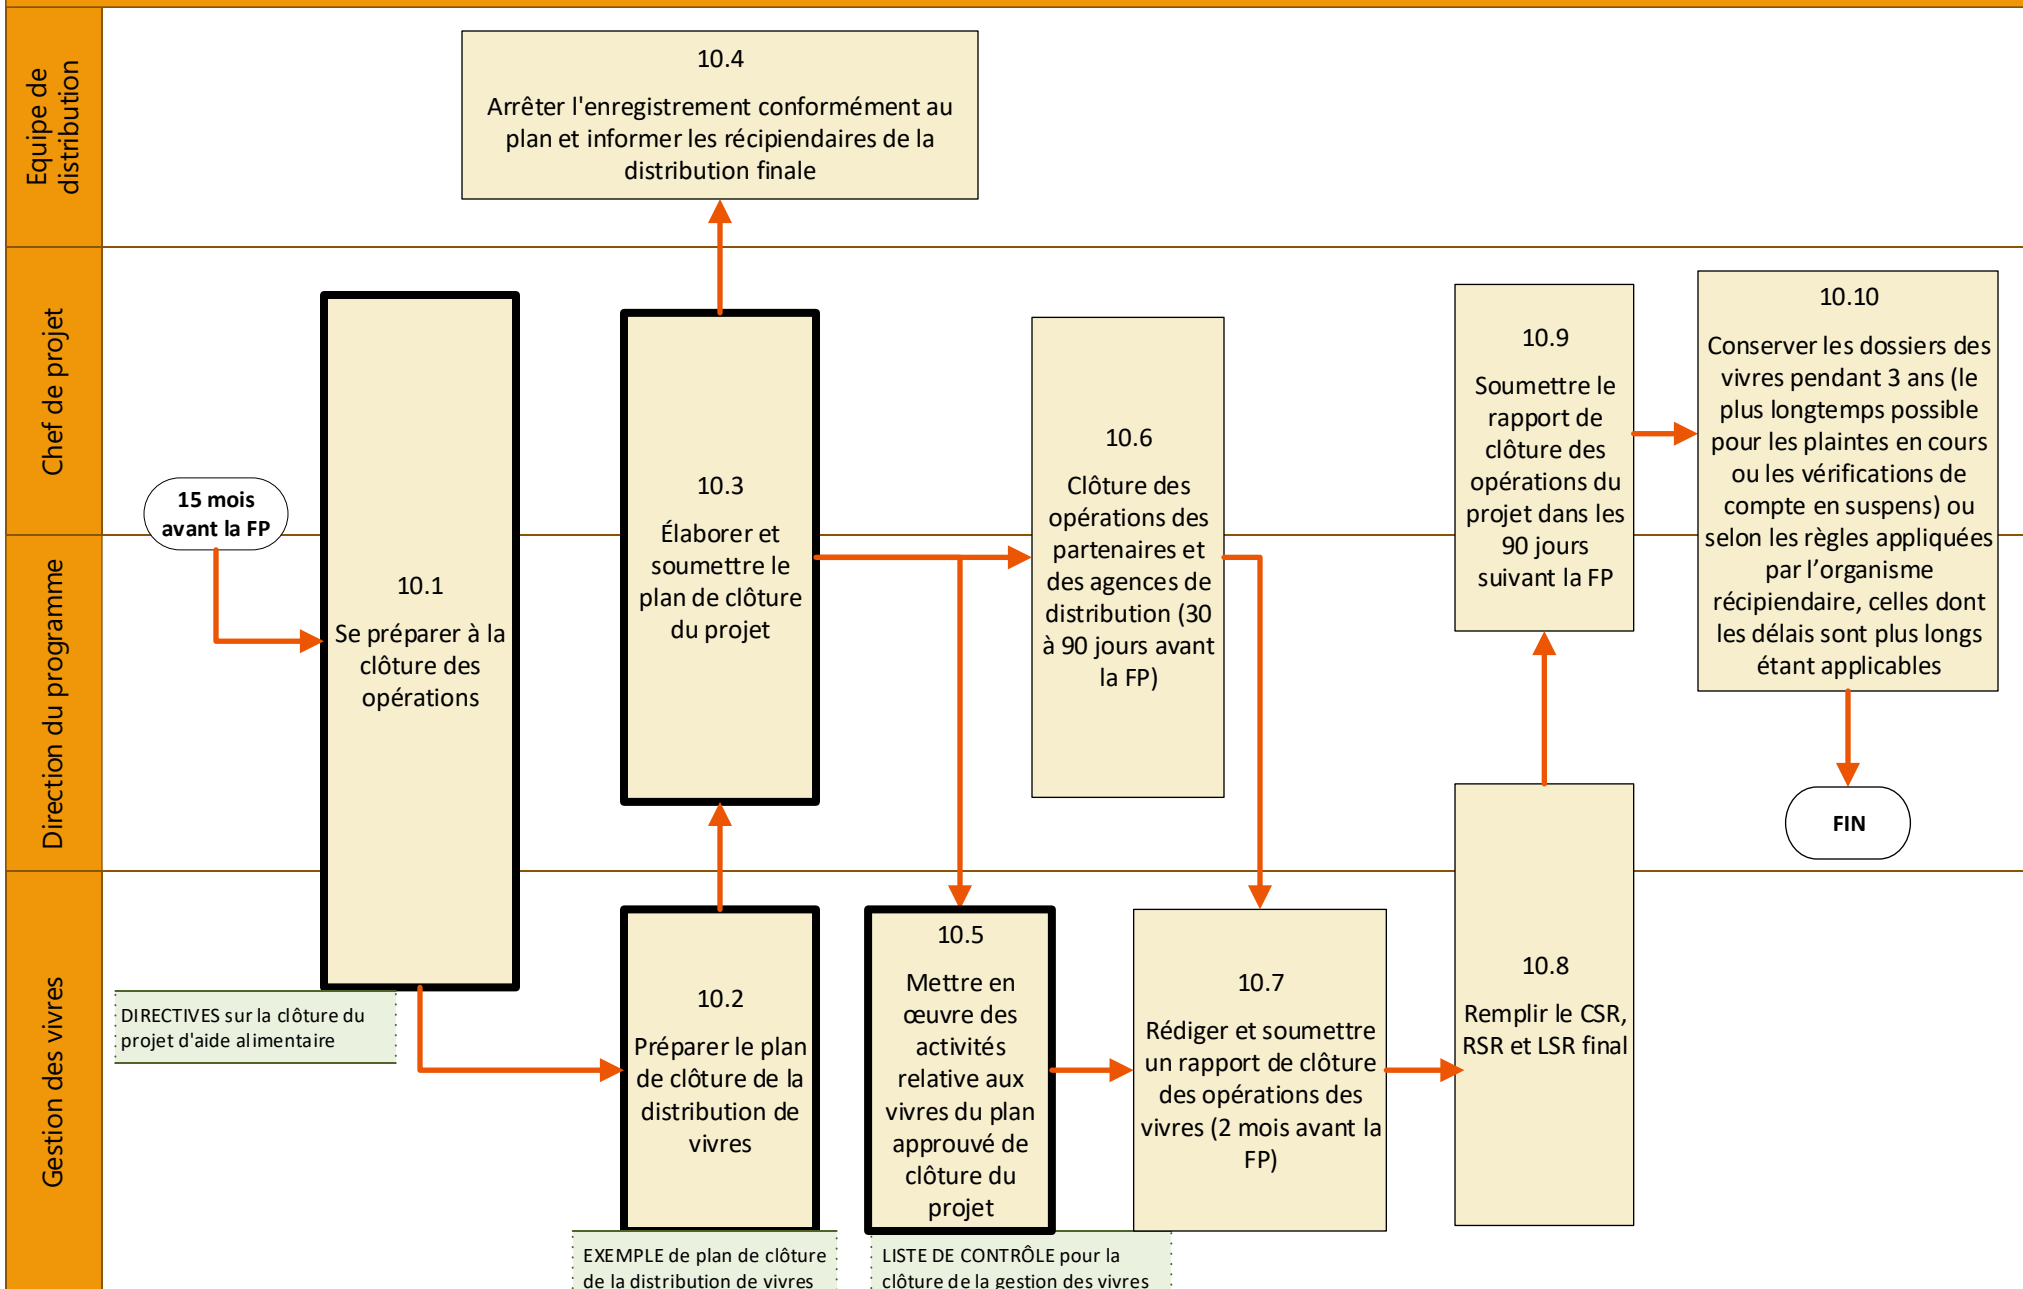 Equipe de
distribution
10.4
Arrêter l'enregistrement conformément au
plan et informer les récipiendaires de la
distribution finale
Chef de projet
Direction du programme
15 mois
avant la FP
10.1
Se préparer à la
clôture des
opérations
10.3
Élaborer et
soumettre le
plan de clôture
du projet
10.6
Clôture des
opérations des
partenaires et
des agences de
distribution (30
à 90 jours avant
la FP)
10.9
Soumettre le
rapport de
clôture des
opérations du
projet dans les
90 jours
suivant la FP
10.10
Conserver les dossiers des
vivres pendant 3 ans (le
plus longtemps possible
pour les plaintes en cours
ou les vérifications de
compte en suspens) ou
selon les règles appliquées
par l’organisme
récipiendaire, celles dont
les délais sont plus longs
étant applicables
FIN
Gestion des vivres
DIRECTIVES sur la clôture du
projet d'aide alimentaire
10.2
Préparer le plan
de clôture de la
distribution de
vivres
10.5
Mettre en
œuvre des
activités
relative aux
vivres du plan
approuvé de
clôture du
projet
10.7
Rédiger et soumettre
un rapport de clôture
des opérations des
vivres (2 mois avant la
FP)
10.8
Remplir le CSR,
RSR et LSR final
EXEMPLE de plan de clôture
de la distribution de vivres
LISTE DE CONTRÔLE pour la
clôture de la gestion des vivres